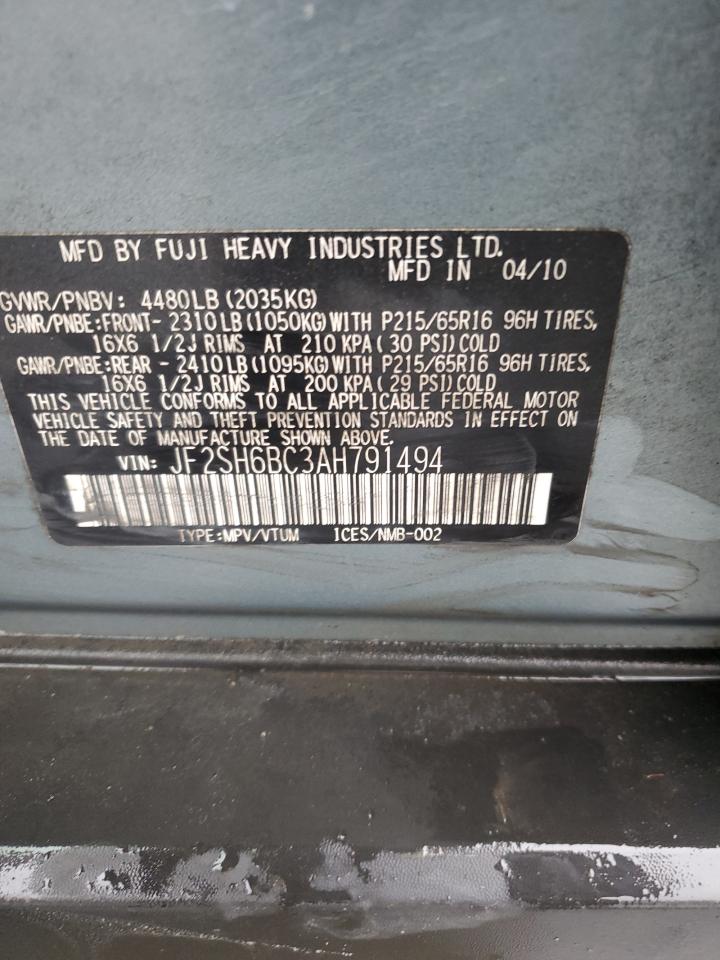 MFD BY FUJI HEAVY INDUSTRIES LTD.
MFD IN 04/10
GVWR/PNBV: 4480LB (2035KG)
GAWR/PNBE:FRONT- 2310LB (1050KG)WITH P215/65R16 96H TIRES,
16X6 1/2J RIMS AT 210 KPA( 30 PSI)COLD
GAWR/PNBE:REAR - 2410LB (1095KG)WITH P215/65R16 96H TIRES,
16X6 1/2J RIMS AT 200 KPA( 29 PSI)COLD
THIS VEHICLE CONFORMS TO ALL APPLICABLE FEDERAL MOTOR
VEHICLE SAFETY AND THEFT PREVENTION STANDARDS IN EFFECT ON
THE DATE OF MANUFACTURE SHOWN ABOVE.
VIN: JF2SH6BC3AH791494
TYPE:MPV/VTUM ICES/NMB-002